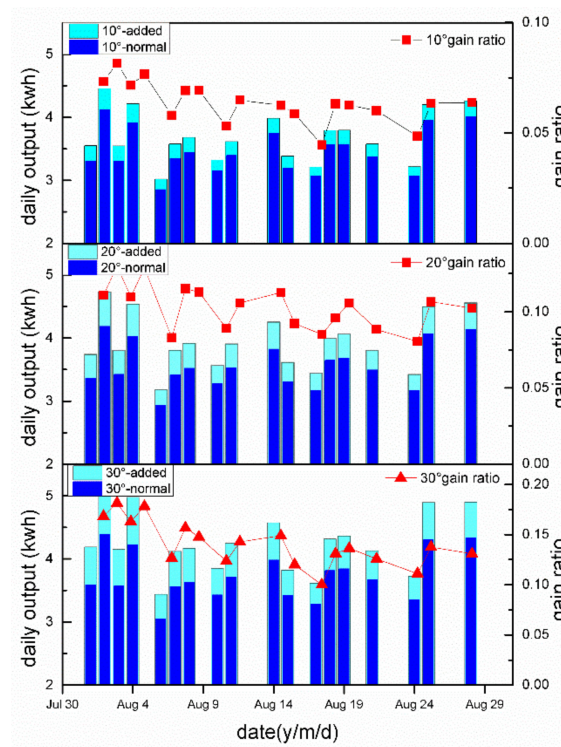 10°-added
10°-normal
10°gain ratio
daily output (kwh)
5
4
3
2
gain ratio
0.10
0.05
0.00
20°-added
20°-normal
20°gain ratio
daily output (kwh)
5
4
3
2
gain ratio
0.10
0.05
0.00
30°-added
30°-normal
30°gain ratio
daily output (kwh)
5
4
3
2
gain ratio
0.20
0.15
0.10
0.05
0.00
Jul 30 Aug 4 Aug 9 Aug 14 Aug 19 Aug 24 Aug 29
date(y/m/d)